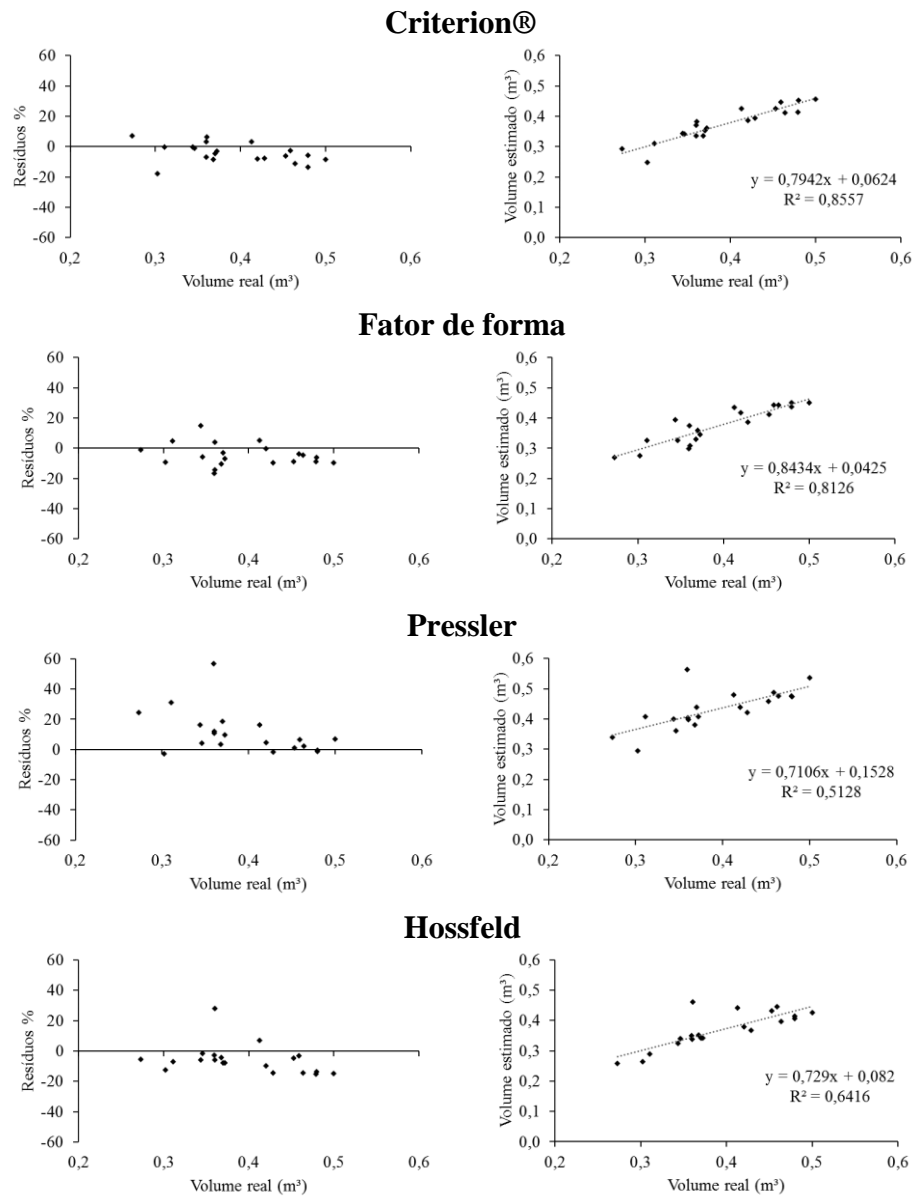 Criterion®
60
40
20
0
-20
-40
-60
Resíduos %
0,2 0,3 0,4 0,5 0,6
Volume real (m³)
0,6
0,5
0,4
0,3
0,2
0,1
0,0
Volume estimado (m³)
y = 0,7942x + 0,0624
R² = 0,8557
0,2 0,3 0,4 0,5 0,6
Volume real (m³)
Fator de forma
60
40
20
0
-20
-40
-60
Resíduos %
0,2 0,3 0,4 0,5 0,6
Volume real (m³)
0,6
0,5
0,4
0,3
0,2
0,1
0,0
Volume estimado (m³)
y = 0,8434x + 0,0425
R² = 0,8126
0,2 0,3 0,4 0,5 0,6
Volume real (m³)
Pressler
60
40
20
0
-20
-40
-60
Resíduos %
0,2 0,3 0,4 0,5 0,6
Volume real (m³)
0,6
0,5
0,4
0,3
0,2
0,1
0,0
Volume estimado (m³)
y = 0,7106x + 0,1528
R² = 0,5128
0,2 0,3 0,4 0,5 0,6
Volume real (m³)
Hossfeld
60
40
20
0
-20
-40
-60
Resíduos %
0,2 0,3 0,4 0,5 0,6
Volume real (m³)
0,6
0,5
0,4
0,3
0,2
0,1
0,0
Volume estimado (m³)
y = 0,729x + 0,082
R² = 0,6416
0,2 0,3 0,4 0,5 0,6
Volume real (m³)